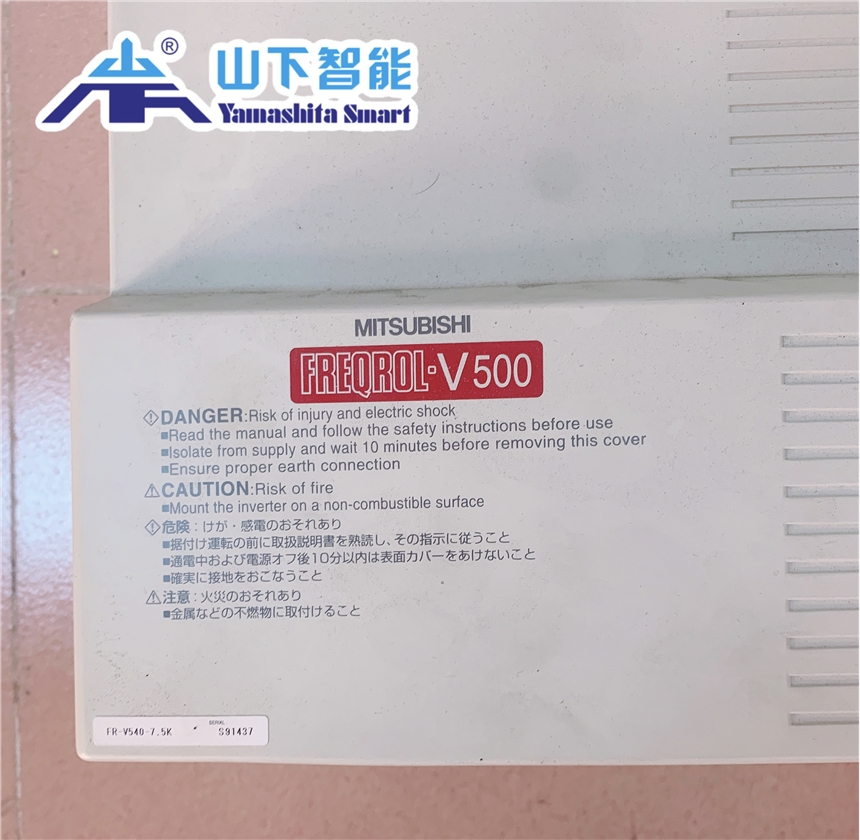 ® 山下智能
Yamashita Smart
MITSUBISHI
FREQROL-V500
DANGER:Risk of injury and electric shock
■Read the manual and follow the safety instructions before use
■Isolate from supply and wait 10 minutes before removing this cover
■Ensure proper earth connection
CAUTION:Risk of fire
■Mount the inverter on a non-combustible surface
危険：けが・感電のおそれあり
■据付け運転の前に取扱説明書を熟読し、その指示に従うこと
■通電中および電源オフ後10分以内は表面カバーをあけないこと
■確実に接地をおこなうこと
注意：火災のおそれあり
■金属などの不燃物に取付けること
SERIAL
FR-V540-7.5K S91437